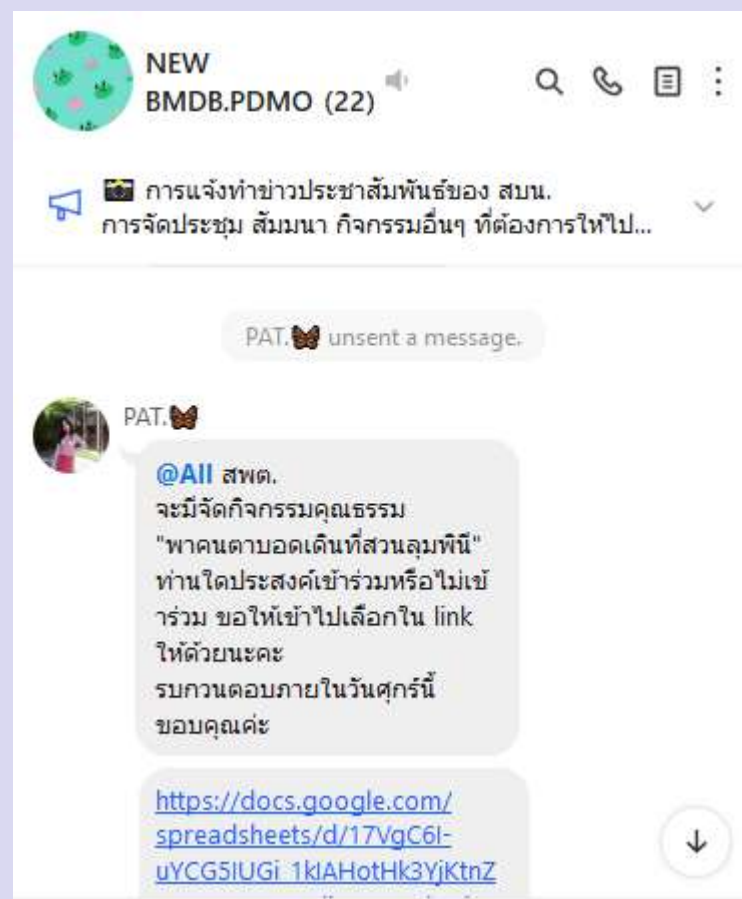 NEW
BMDB.PDMO (22)
📷 การแจ้งทำข่าวประชาสัมพันธ์ของ สบน.
การจัดประชุม สัมมนา กิจกรรมอื่นๆ ที่ต้องการให้ไป...
PAT.🦋 unsent a message.
PAT.🦋
@All สพต.
จะมีจัดกิจกรรมคุณธรรม
"พาคนตาบอดเดินที่สวนลุมพินี"
ท่านใดประสงค์เข้าร่วมหรือไม่เข้
าร่วม ขอให้เข้าไปเลือกใน link
ให้ด้วยนะคะ
รบกวนตอบภายในวันศุกร์นี้
ขอบคุณค่ะ
https://docs.google.com/
spreadsheets/d/17VgC6I-
uYCG5IUGi_1kIAHotHk3YjKtnZ